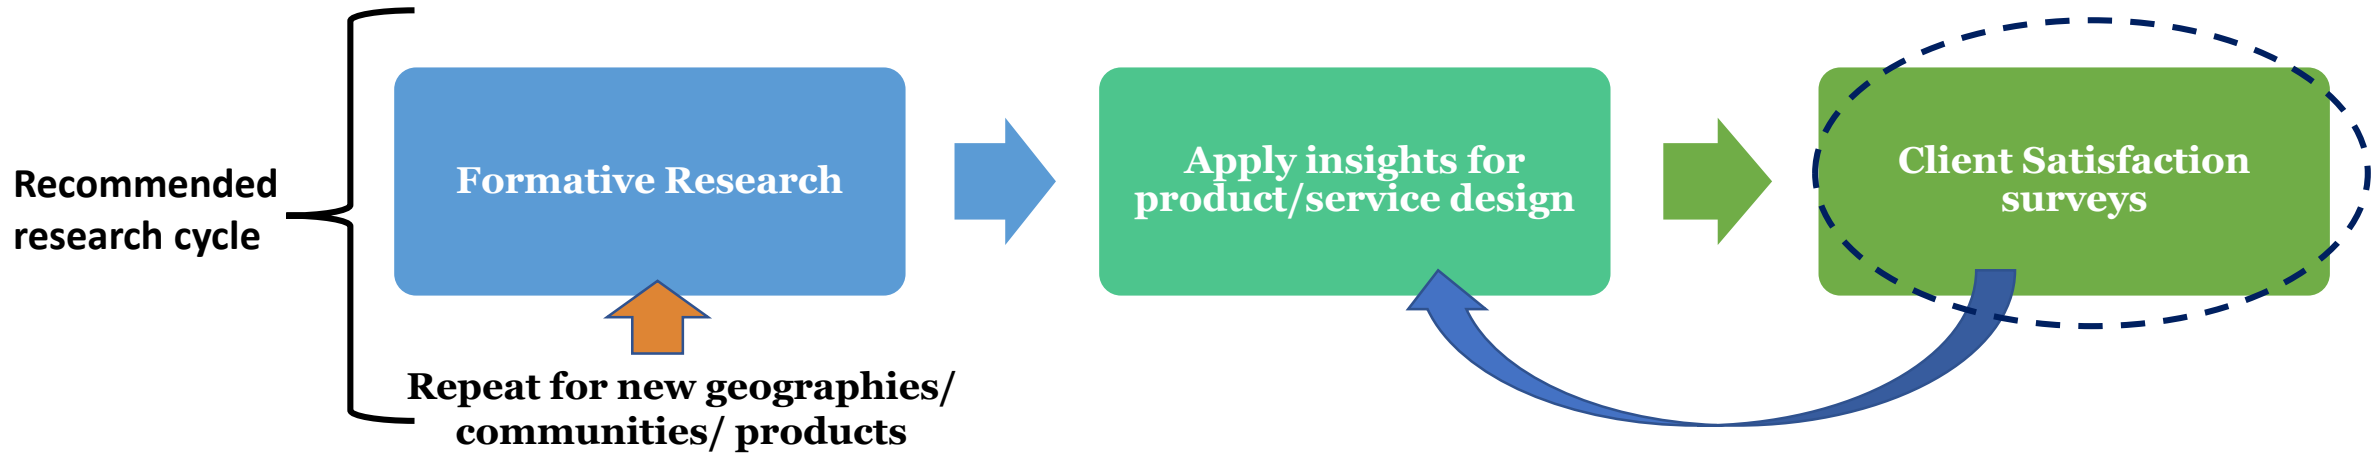 Recommended
research cycle
Formative Research
Apply insights for
product/service design
Client Satisfaction
surveys
Repeat for new geographies/
communities/ products